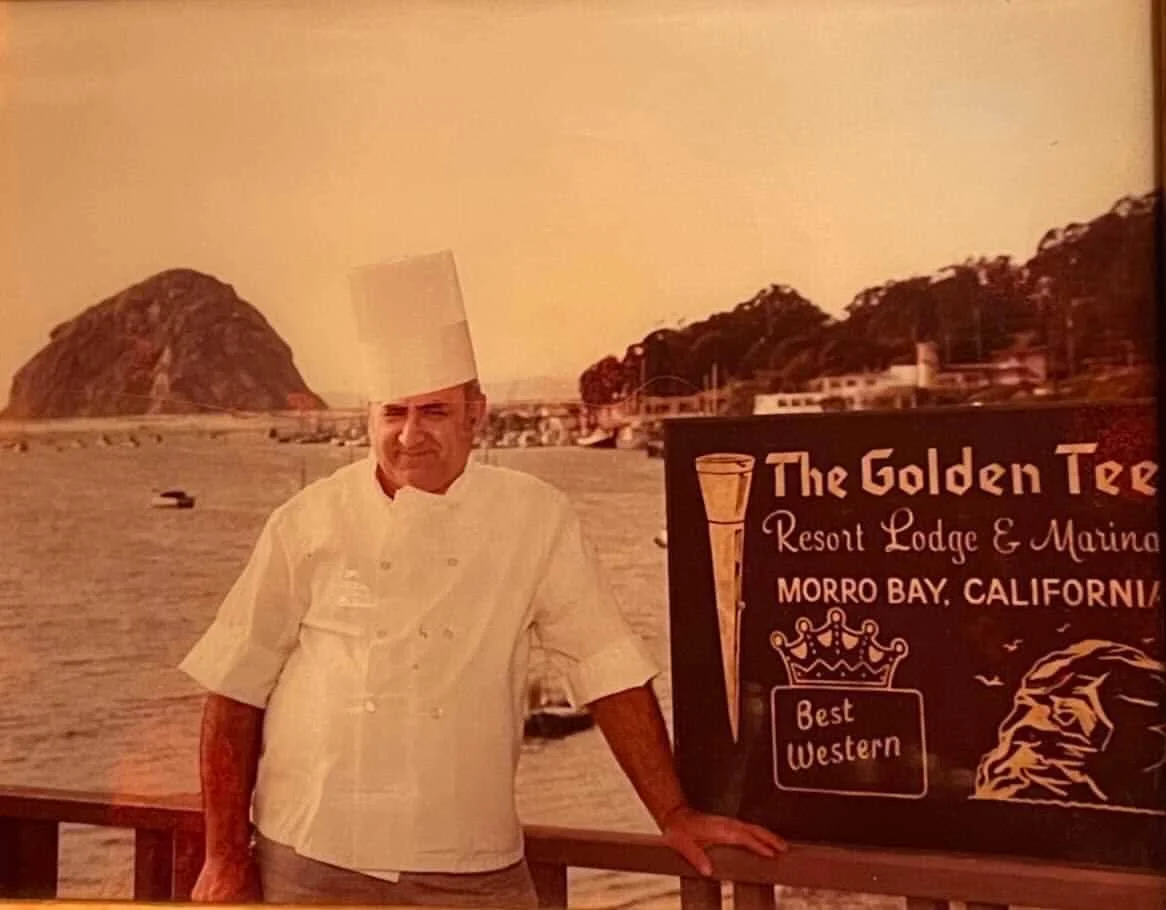 The Golden Tee
Resort Lodge & Marina
MORRO BAY, CALIFORNIA
Best
Western